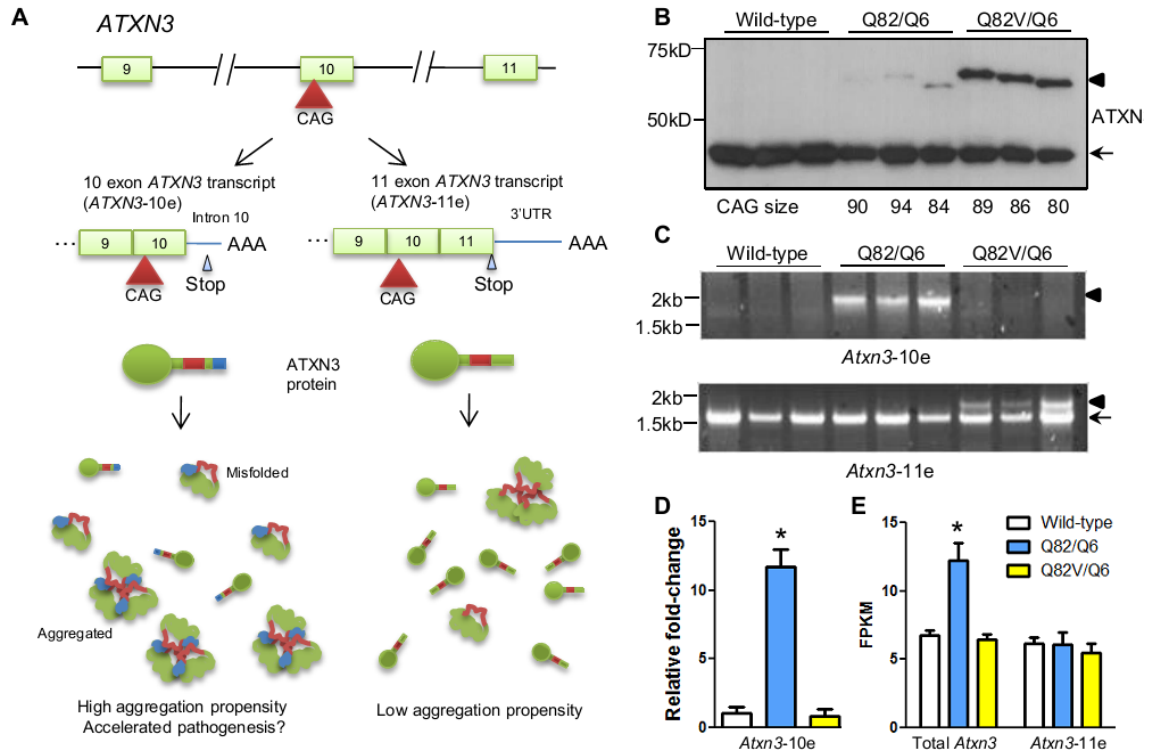 A
ATXN3
9
10
11
CAG
10 exon ATXN3 transcript
(ATXN3-10e)
Intron 10
... 9 10 AAA
CAG
Stop
11 exon ATXN3 transcript
(ATXN3-11e)
3'UTR
... 9 10 11 AAA
CAG
Stop
ATXN3
protein
Misfolded
Aggregated
High aggregation propensity
Accelerated pathogenesis?
Low aggregation propensity
B
Wild-type Q82/Q6 Q82V/Q6
75kD
50kD
ATXN
CAG size 90 94 84 89 86 80
C
Wild-type Q82/Q6 Q82V/Q6
2kb
1.5kb
Atxn3-10e
2kb
1.5kb
Atxn3-11e
D
Relative fold-change
15
10
5
0
*
Atxn3-10e
E
FPKM
15
10
5
0
*
Total Atxn3 Atxn3-11e
Wild-type
Q82/Q6
Q82V/Q6